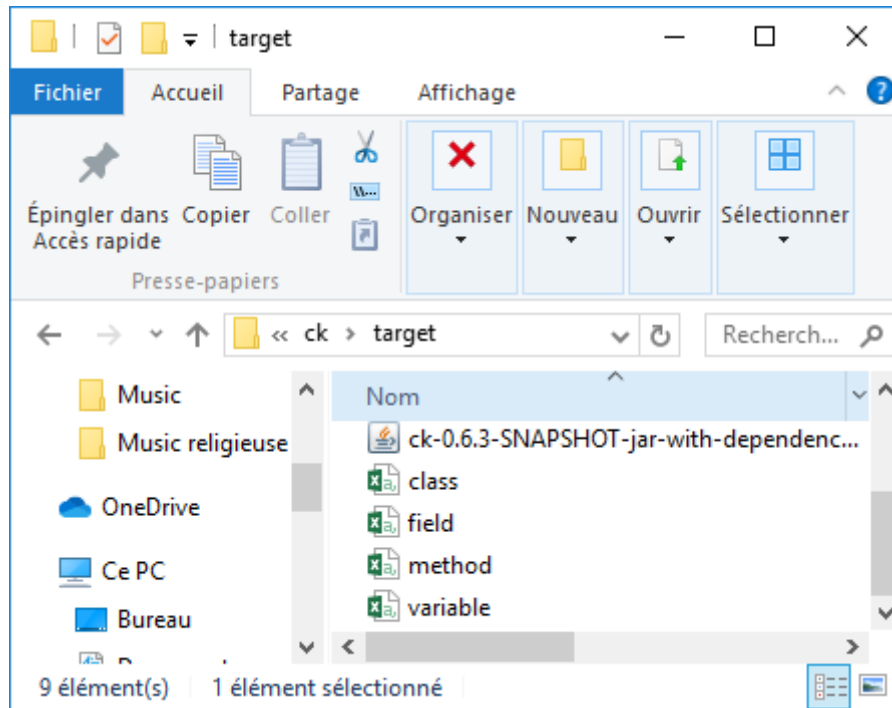 target
Fichier Accueil Partage Affichage
Épingler dans Accès rapide
Copier
Coller
Organiser
Nouveau
Ouvrir
Sélectionner
Presse-papiers
« ck > target
Recherch...
Music
Music religieuse
OneDrive
Ce PC
Bureau
Nom
ck-0.6.3-SNAPSHOT-jar-with-dependenc...
class
field
method
variable
9 élément(s) 1 élément sélectionné